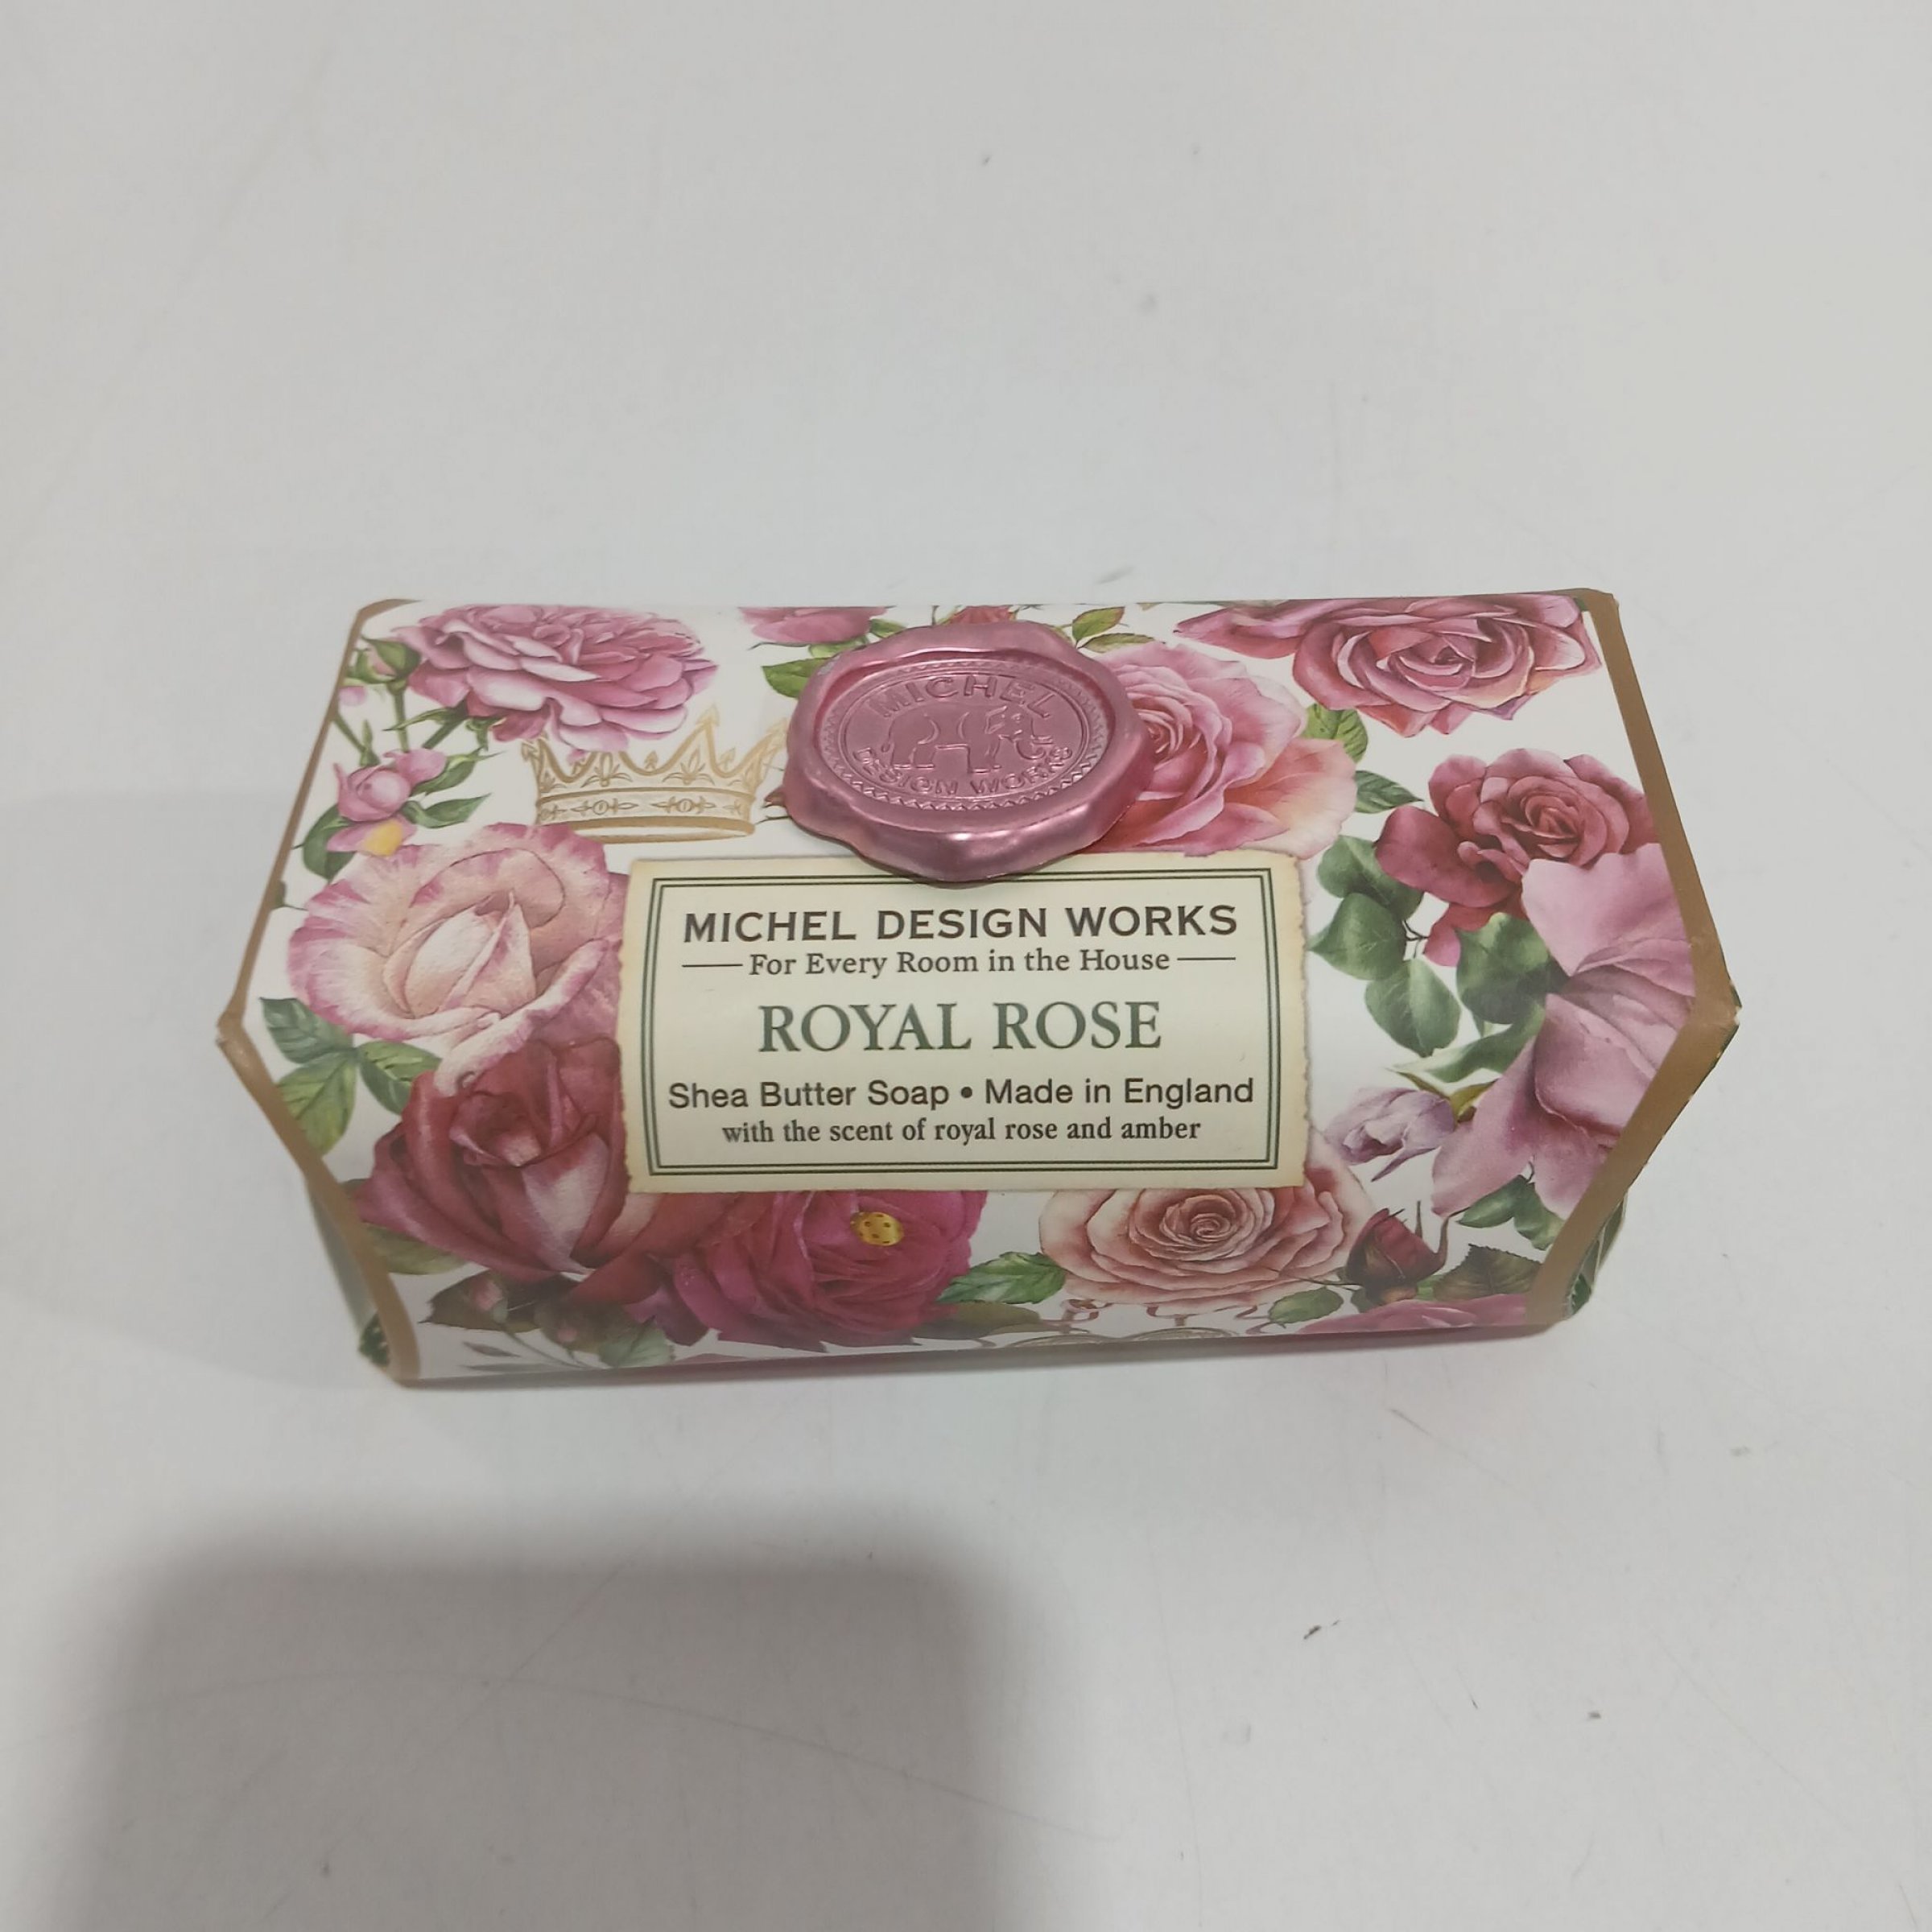 MICHEL
DESIGN WORKS
MICHEL DESIGN WORKS
For Every Room in the House
ROYAL ROSE
Shea Butter Soap • Made in England
with the scent of royal rose and amber